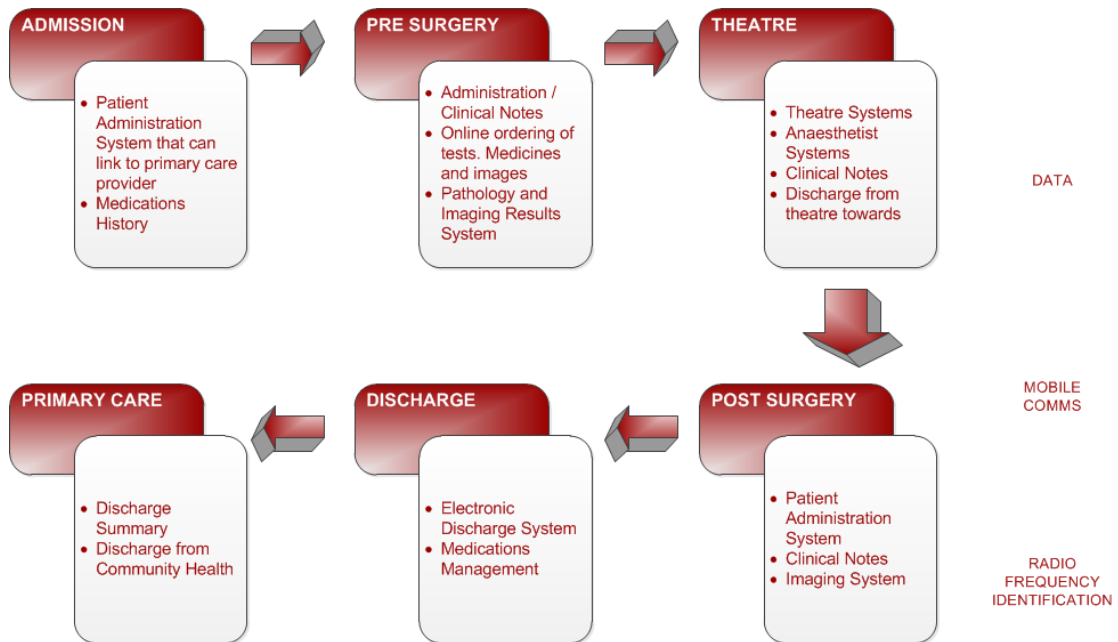 ADMISSION
• Patient
Administration
System that can
link to primary care
provider
• Medications
History
PRE SURGERY
• Administration /
Clinical Notes
• Online ordering of
tests. Medicines
and images
• Pathology and
Imaging Results
System
THEATRE
• Theatre Systems
• Anaesthetist
Systems
• Clinical Notes
• Discharge from
theatre towards
DATA
PRIMARY CARE
• Discharge
Summary
• Discharge from
Community Health
DISCHARGE
• Electronic
Discharge System
• Medications
Management
POST SURGERY
• Patient
Administration
System
• Clinical Notes
• Imaging System
MOBILE
COMMS
RADIO
FREQUENCY
IDENTIFICATION